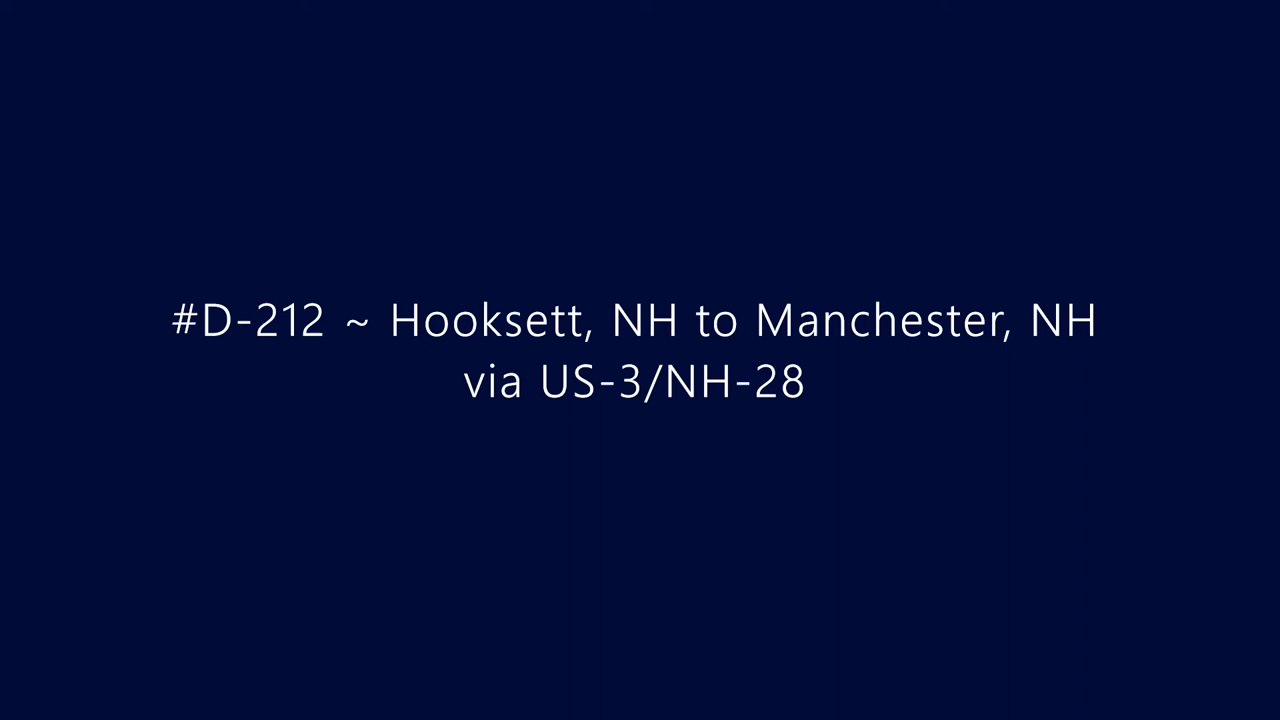 #D-212 ~ Hooksett, NH to Manchester, NH
via US-3/NH-28